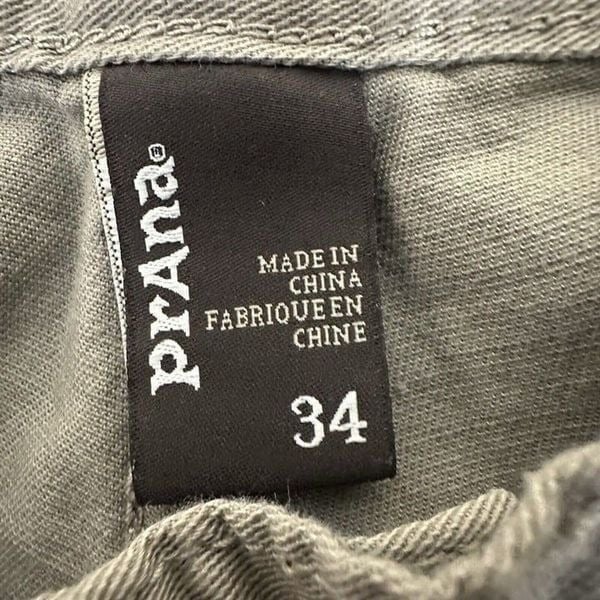 prAna®
MADE IN
CHINA
FABRIQUE EN
CHINE
34